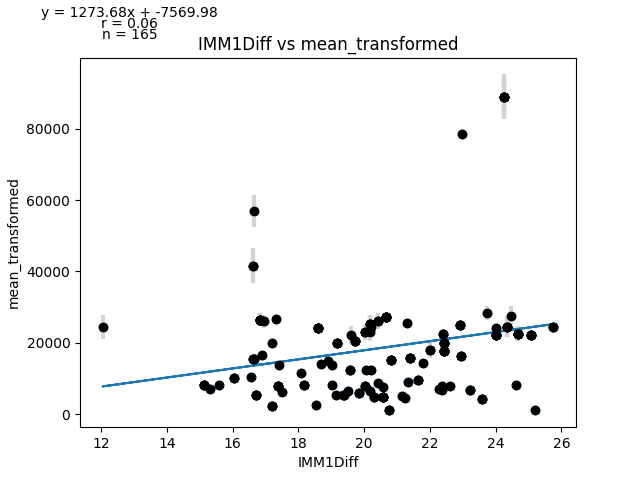 y = 1273.68x + -7569.98
r = 0.06
n = 165
IMM1Diff vs mean_transformed
mean_transformed
80000
60000
40000
20000
0
12 14 16 18 20 22 24 26
IMM1Diff